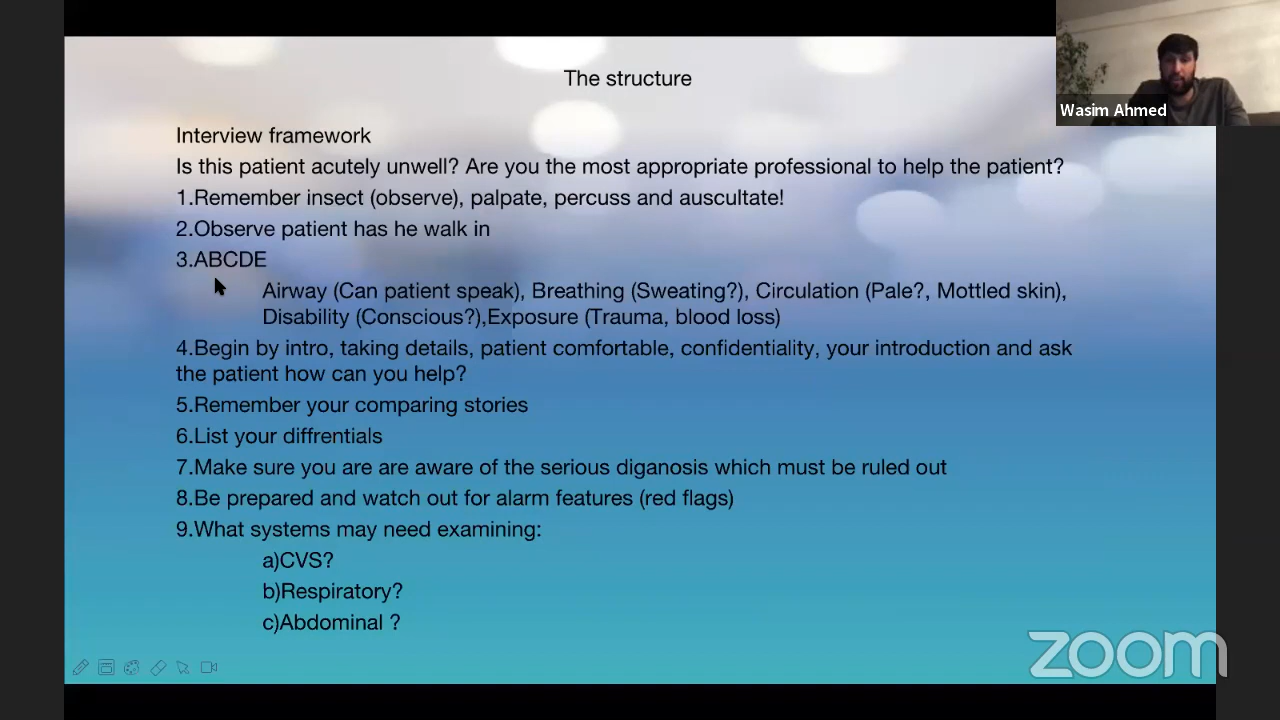 The structure
Wasim Ahmed
Interview framework
Is this patient acutely unwell? Are you the most appropriate professional to help the patient?
1.Remember insect (observe), palpate, percuss and auscultate!
2.Observe patient has he walk in
3.ABCDE
Airway (Can patient speak), Breathing (Sweating?), Circulation (Pale?, Mottled skin),
Disability (Conscious?),Exposure (Trauma, blood loss)
4.Begin by intro, taking details, patient comfortable, confidentiality, your introduction and ask
the patient how can you help?
5.Remember your comparing stories
6.List your diffrentials
7.Make sure you are are aware of the serious diganosis which must be ruled out
8.Be prepared and watch out for alarm features (red flags)
9.What systems may need examining:
a)CVS?
b)Respiratory?
c)Abdominal ?
zoom